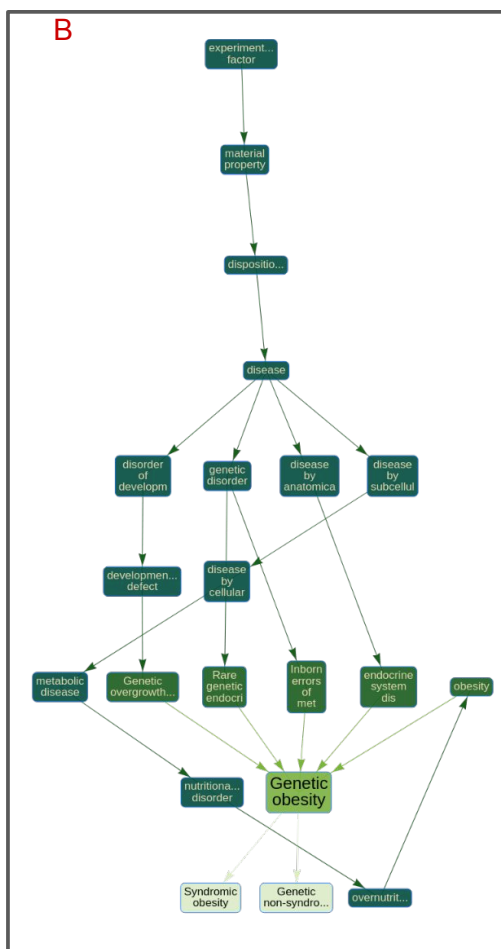 B
experiment...
factor
material
property
dispositio...
disease
disorder
of
developm
genetic
disorder
disease
by
anatomica
disease
by
subcellul
developmen...
defect
disease
by
cellular
metabolic
disease
Genetic
overgrowth...
Rare
genetic
endocri
Inborn
errors
of
met
endocrine
system
dis
obesity
nutritiona...
disorder
Genetic
obesity
Syndromic
obesity
Genetic
non-syndro...
overnutrit...